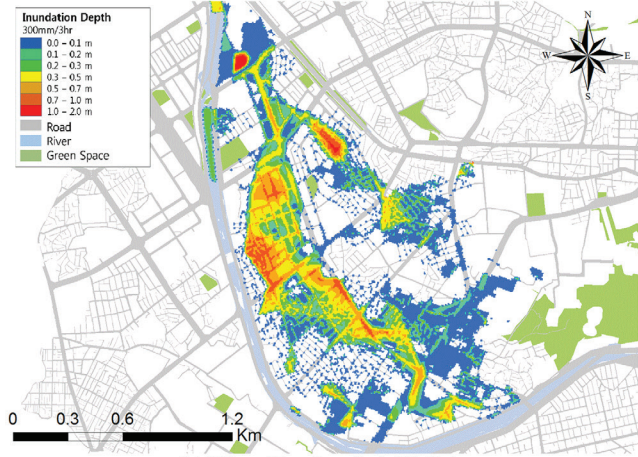 Inundation Depth
300mm/3hr
0.0 – 0.1 m
0.1 – 0.2 m
0.2 – 0.3 m
0.3 – 0.5 m
0.5 – 0.7 m
0.7 – 1.0 m
1.0 – 2.0 m
Road
River
Green Space
N
W
E
S
0 0.3 0.6 1.2
Km